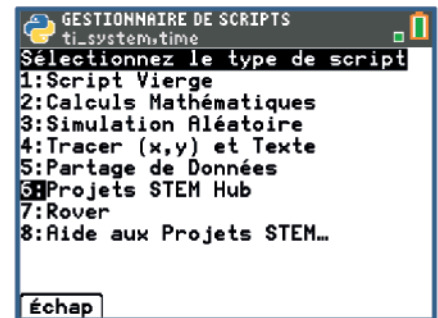 GESTIONNAIRE DE SCRIPTS
ti_system,time
Sélectionnez le type de script
1:Script Vierge
2:Calculs Mathématiques
3:Simulation Aléatoire
4:Tracer (x,y) et Texte
5:Partage de Données
6:Projets STEM Hub
7:Rover
8:Aide aux Projets STEM…
Échap